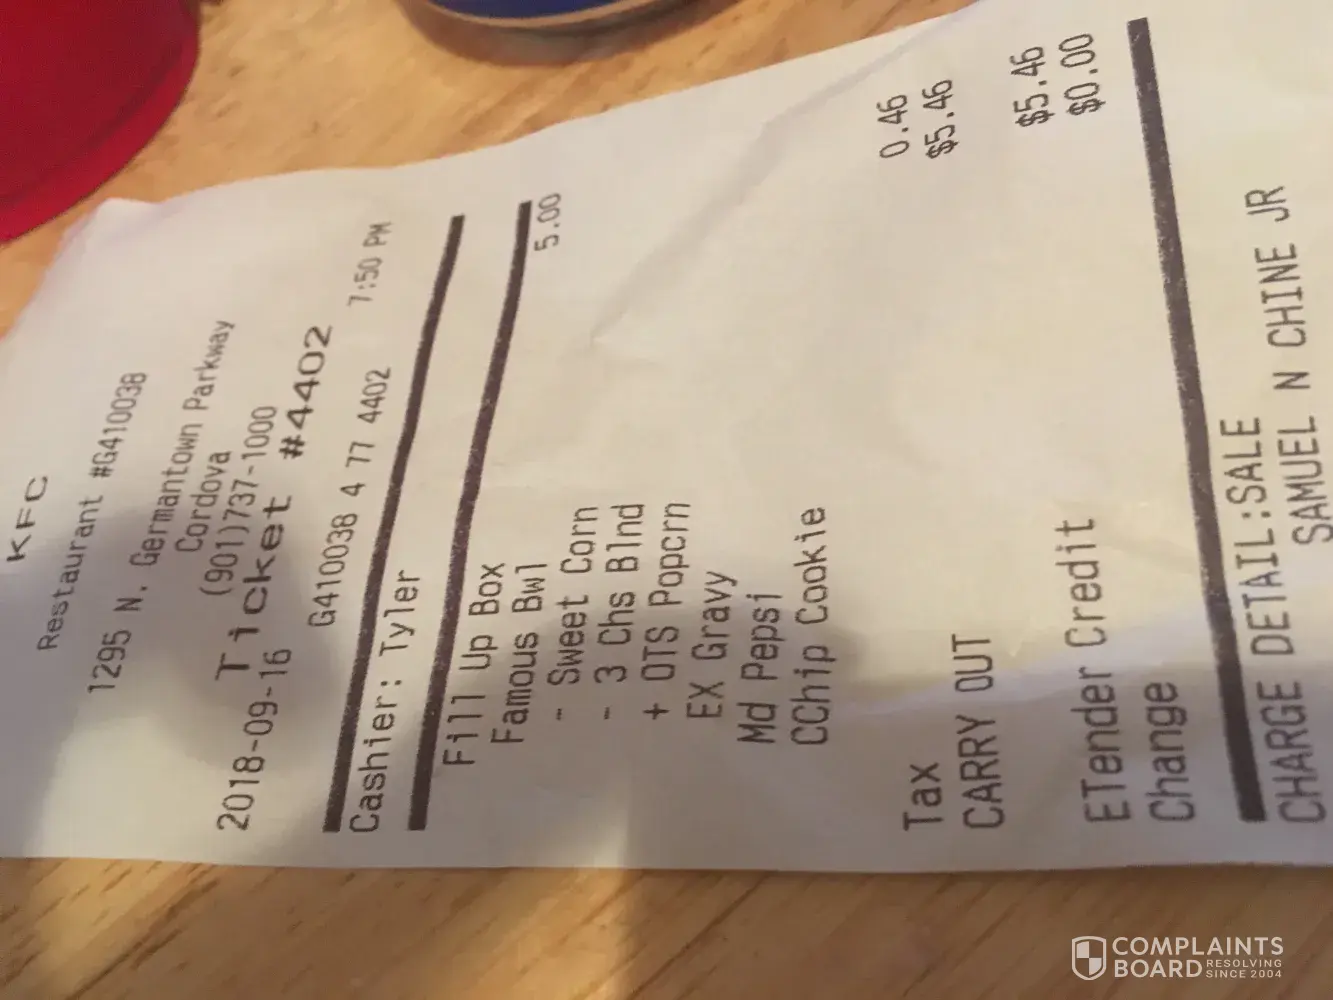 KFC
Restaurant #G410038
1295 N. Germantown Parkway
Cordova
(901)737-1000
Ticket #4402
2018-09-16 7:50 PM
G410038 4 77 4402
Cashier: Tyler
Fill Up Box 5.00
Famous Bwl
- Sweet Corn
- 3 Chs Blnd
+ OTS Popcrn
EX Gravy
Md Pepsi
CChip Cookie
Tax 0.46
CARRY OUT $5.46
ETender Credit $5.46
Change $0.00
CHARGE DETAIL:SALE
SAMUEL N CHINE JR
COMPLAINTS
BOARD RESOLVING
SINCE 2004